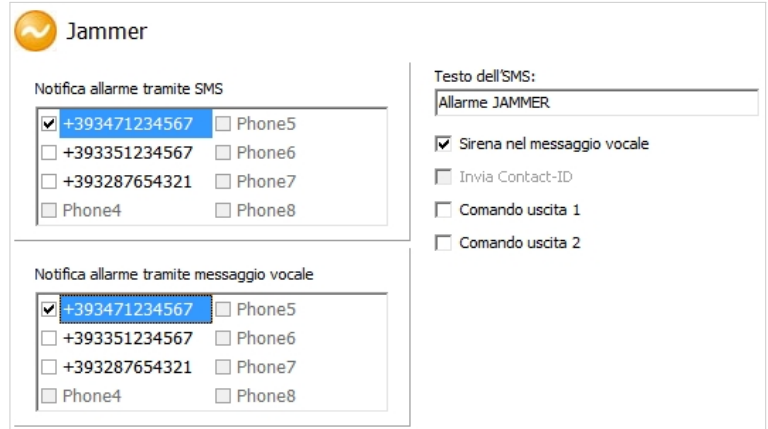 Jammer
Notifica allarme tramite SMS
+393471234567 Phone5
+393351234567 Phone6
+393287654321 Phone7
Phone4 Phone8
Notifica allarme tramite messaggio vocale
+393471234567 Phone5
+393351234567 Phone6
+393287654321 Phone7
Phone4 Phone8
Testo dell'SMS:
Allarme JAMMER
Sirena nel messaggio vocale
Invia Contact-ID
Comando uscita 1
Comando uscita 2